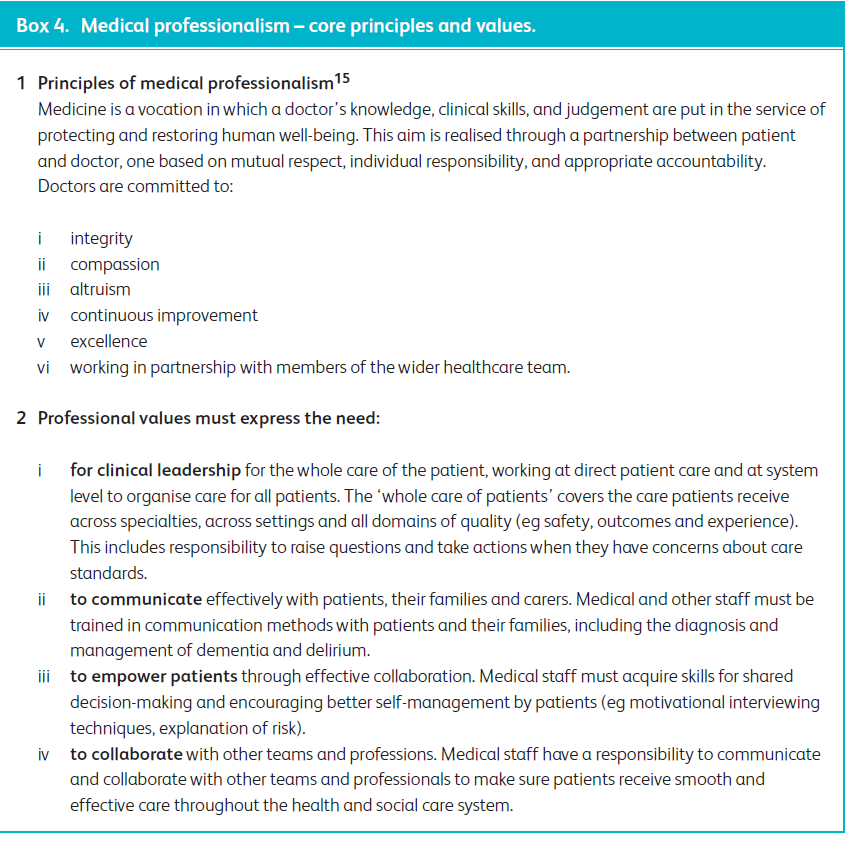 Box 4. Medical professionalism – core principles and values.
1 Principles of medical professionalism15
Medicine is a vocation in which a doctor’s knowledge, clinical skills, and judgement are put in the service of
protecting and restoring human well-being. This aim is realised through a partnership between patient
and doctor, one based on mutual respect, individual responsibility, and appropriate accountability.
Doctors are committed to:
i integrity
ii compassion
iii altruism
iv continuous improvement
v excellence
vi working in partnership with members of the wider healthcare team.
2 Professional values must express the need:
i for clinical leadership for the whole care of the patient, working at direct patient care and at system
level to organise care for all patients. The ‘whole care of patients’ covers the care patients receive
across specialties, across settings and all domains of quality (eg safety, outcomes and experience).
This includes responsibility to raise questions and take actions when they have concerns about care
standards.
ii to communicate effectively with patients, their families and carers. Medical and other staff must be
trained in communication methods with patients and their families, including the diagnosis and
management of dementia and delirium.
iii to empower patients through effective collaboration. Medical staff must acquire skills for shared
decision-making and encouraging better self-management by patients (eg motivational interviewing
techniques, explanation of risk).
iv to collaborate with other teams and professions. Medical staff have a responsibility to communicate
and collaborate with other teams and professionals to make sure patients receive smooth and
effective care throughout the health and social care system.